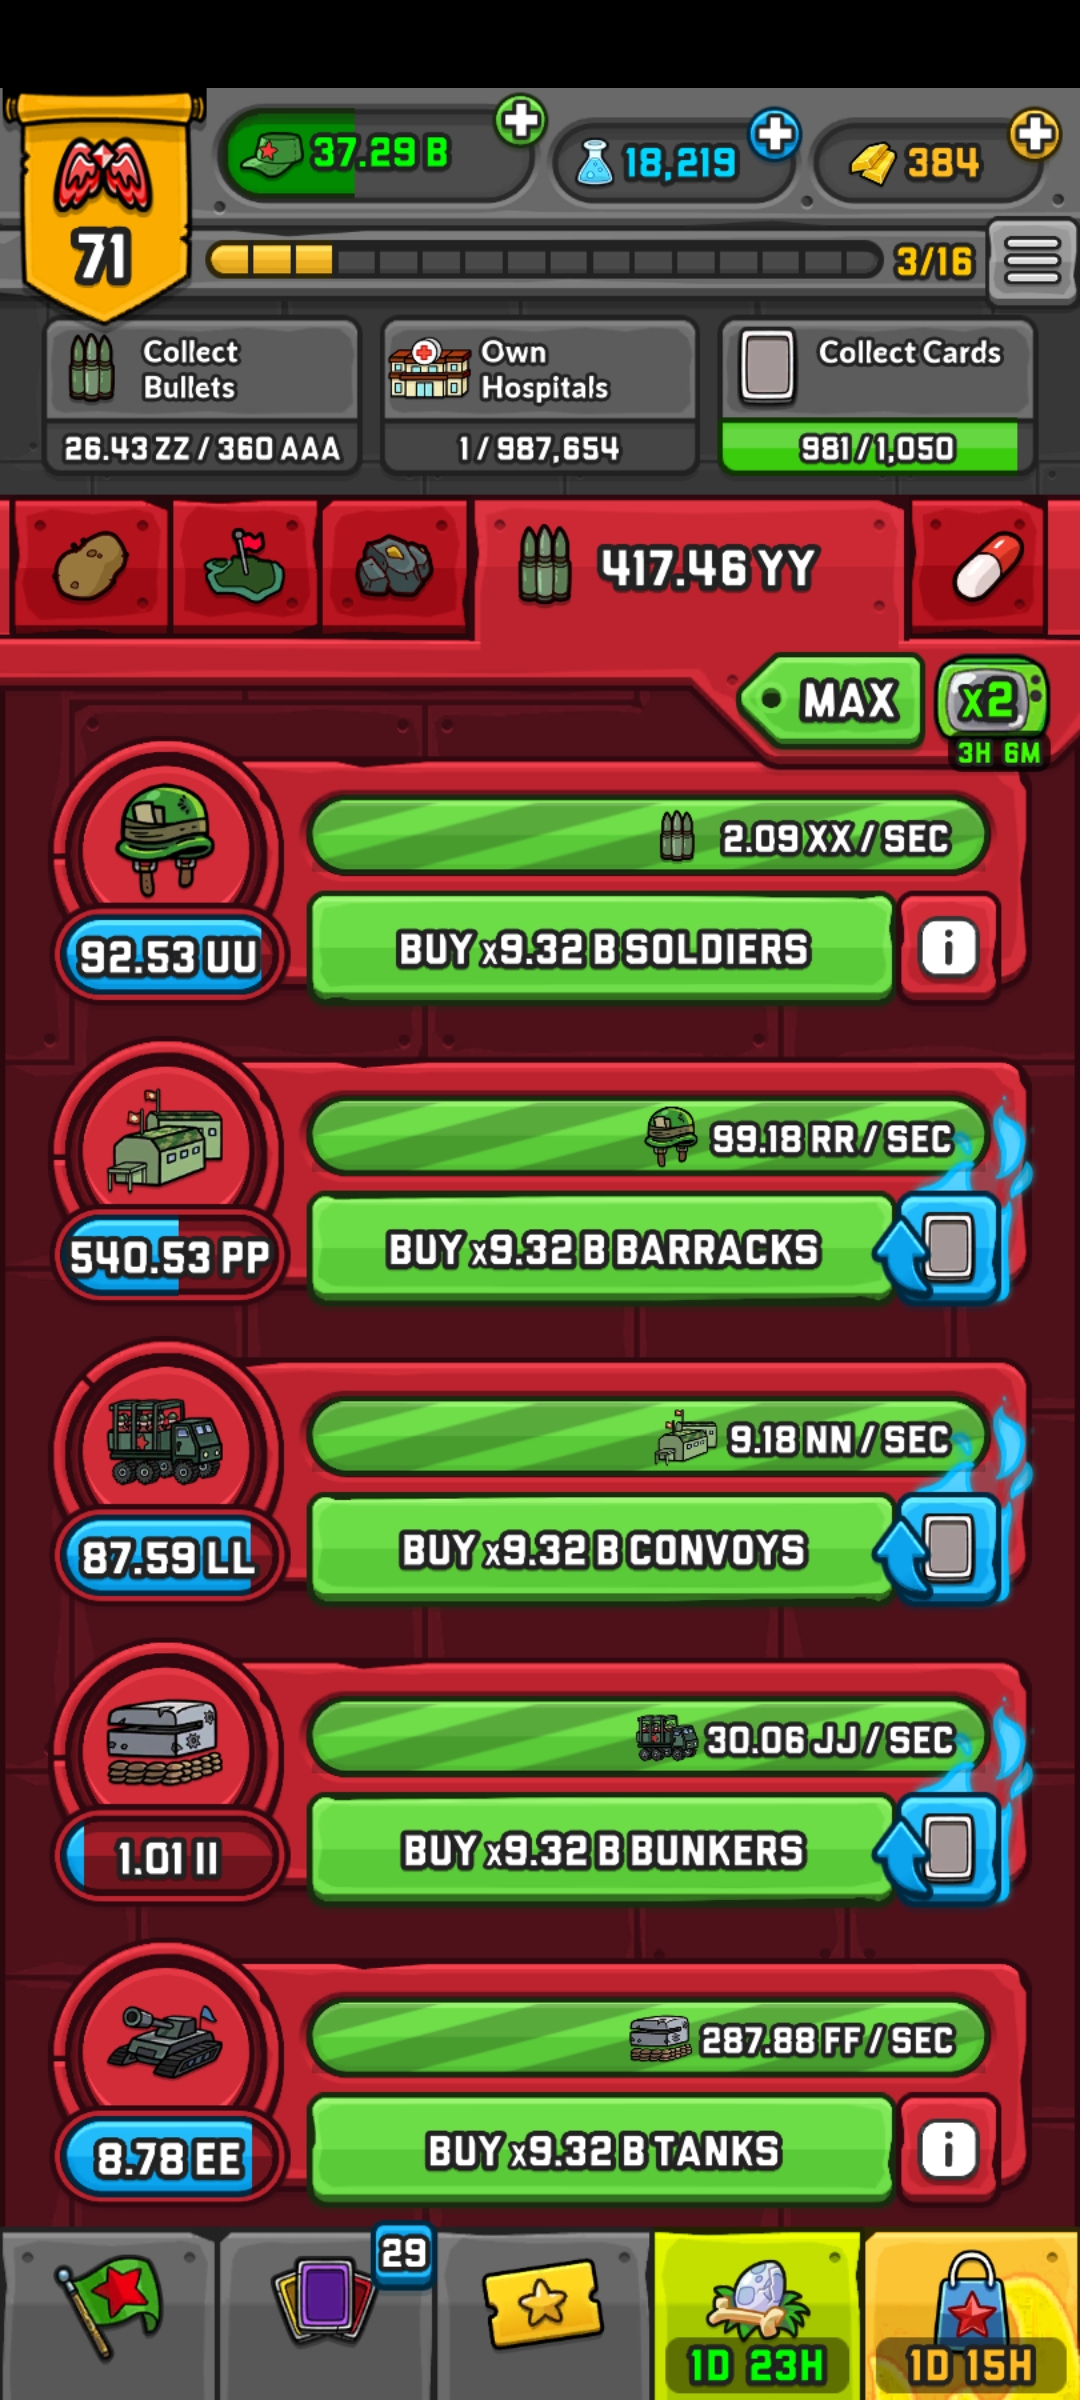 71
37.29 B
18,219
384
3/16
Collect
Bullets
26.43 ZZ / 360 AAA
Own
Hospitals
1 / 987,654
Collect Cards
981 / 1,050
417.46 YY
MAX
x2
3H 6M
2.09 XX / SEC
92.53 UU
BUY x9.32 B SOLDIERS
i
99.18 RR / SEC
540.53 PP
BUY x9.32 B BARRACKS
9.18 NN / SEC
87.59 LL
BUY x9.32 B CONVOYS
30.06 JJ / SEC
1.01 II
BUY x9.32 B BUNKERS
287.88 FF / SEC
8.78 EE
BUY x9.32 B TANKS
i
29
1D 23H
1D 15H